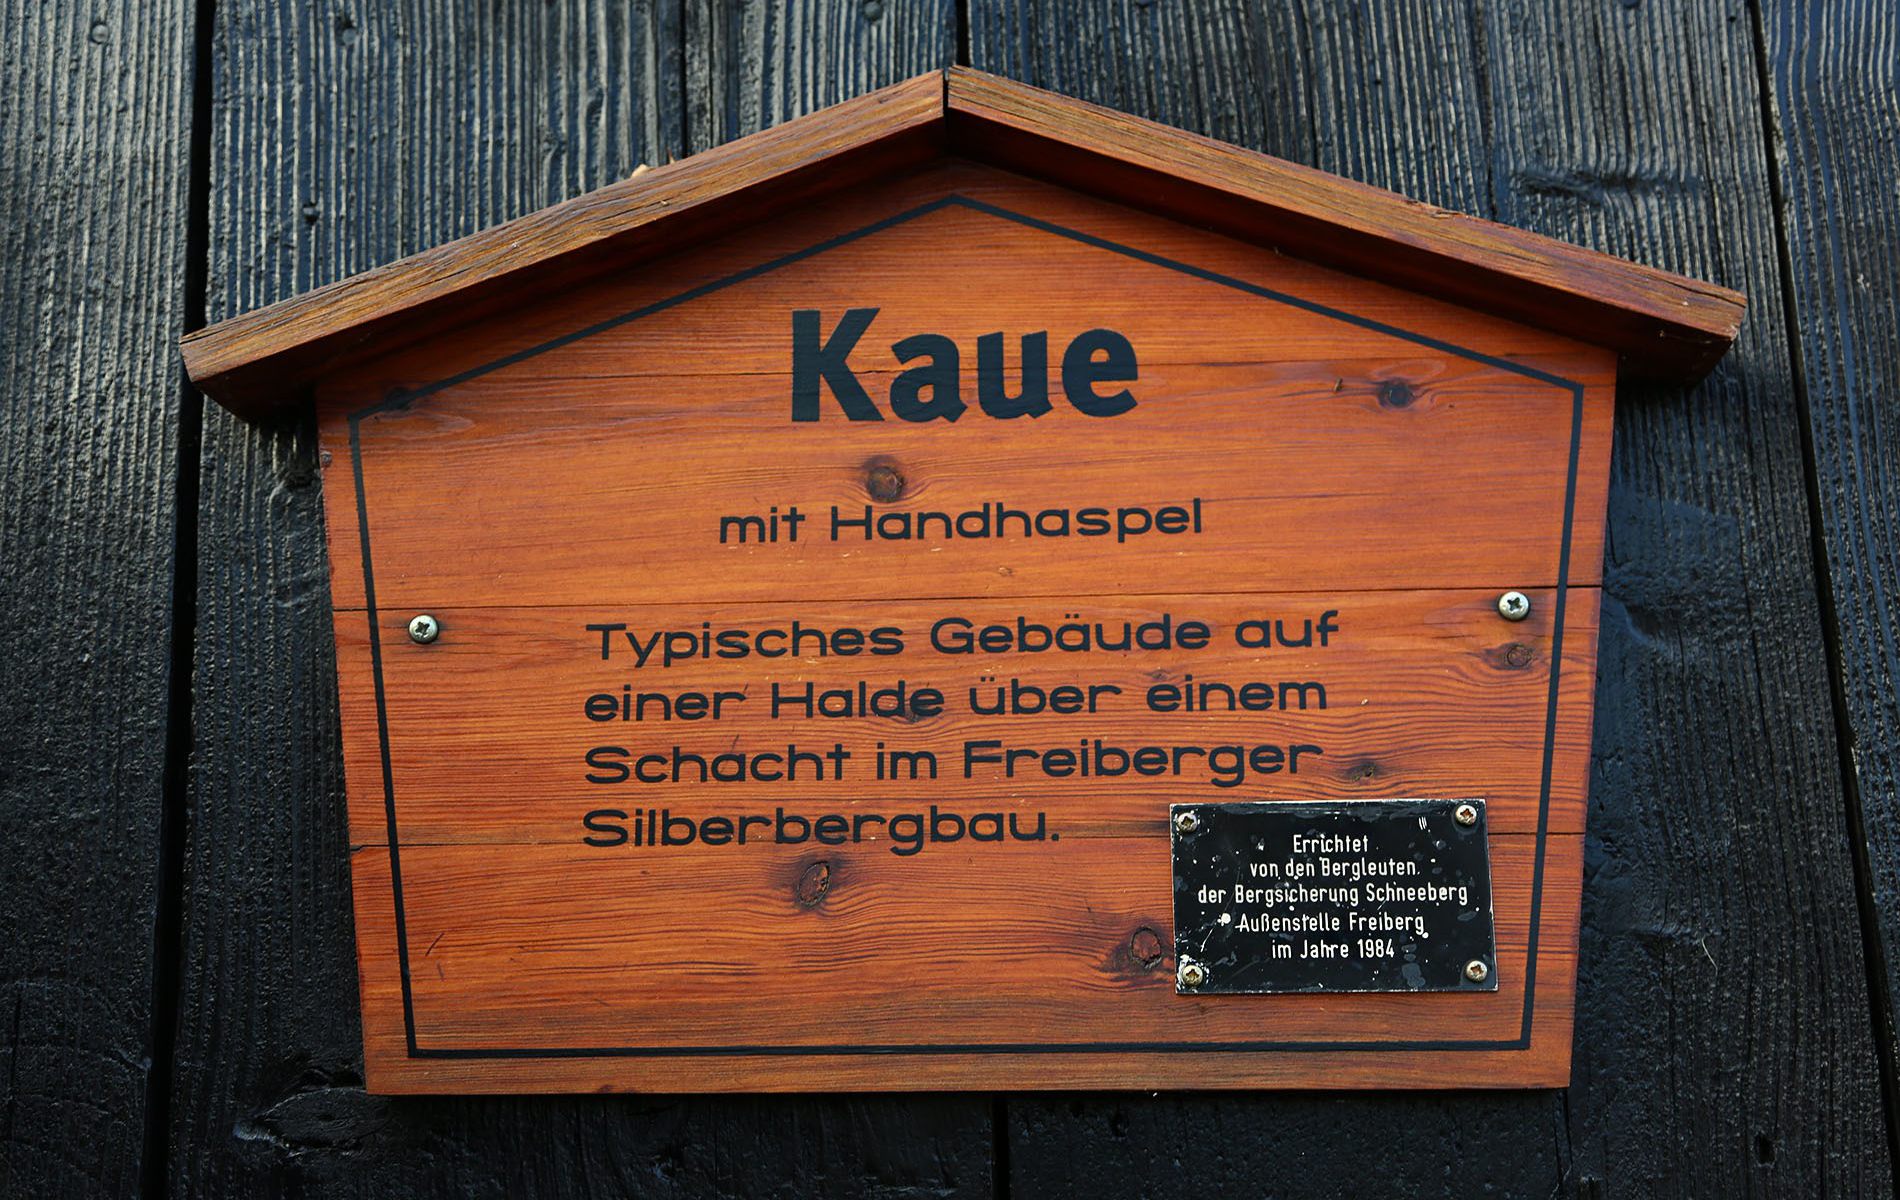 Kaue
mit Handhaspel
Typisches Gebäude auf
einer Halde über einem
Schacht im Freiberger
Silberbergbau.
Errichtet
von den Bergleuten
der Bergsicherung Schneeberg
Außenstelle Freiberg
im Jahre 1984